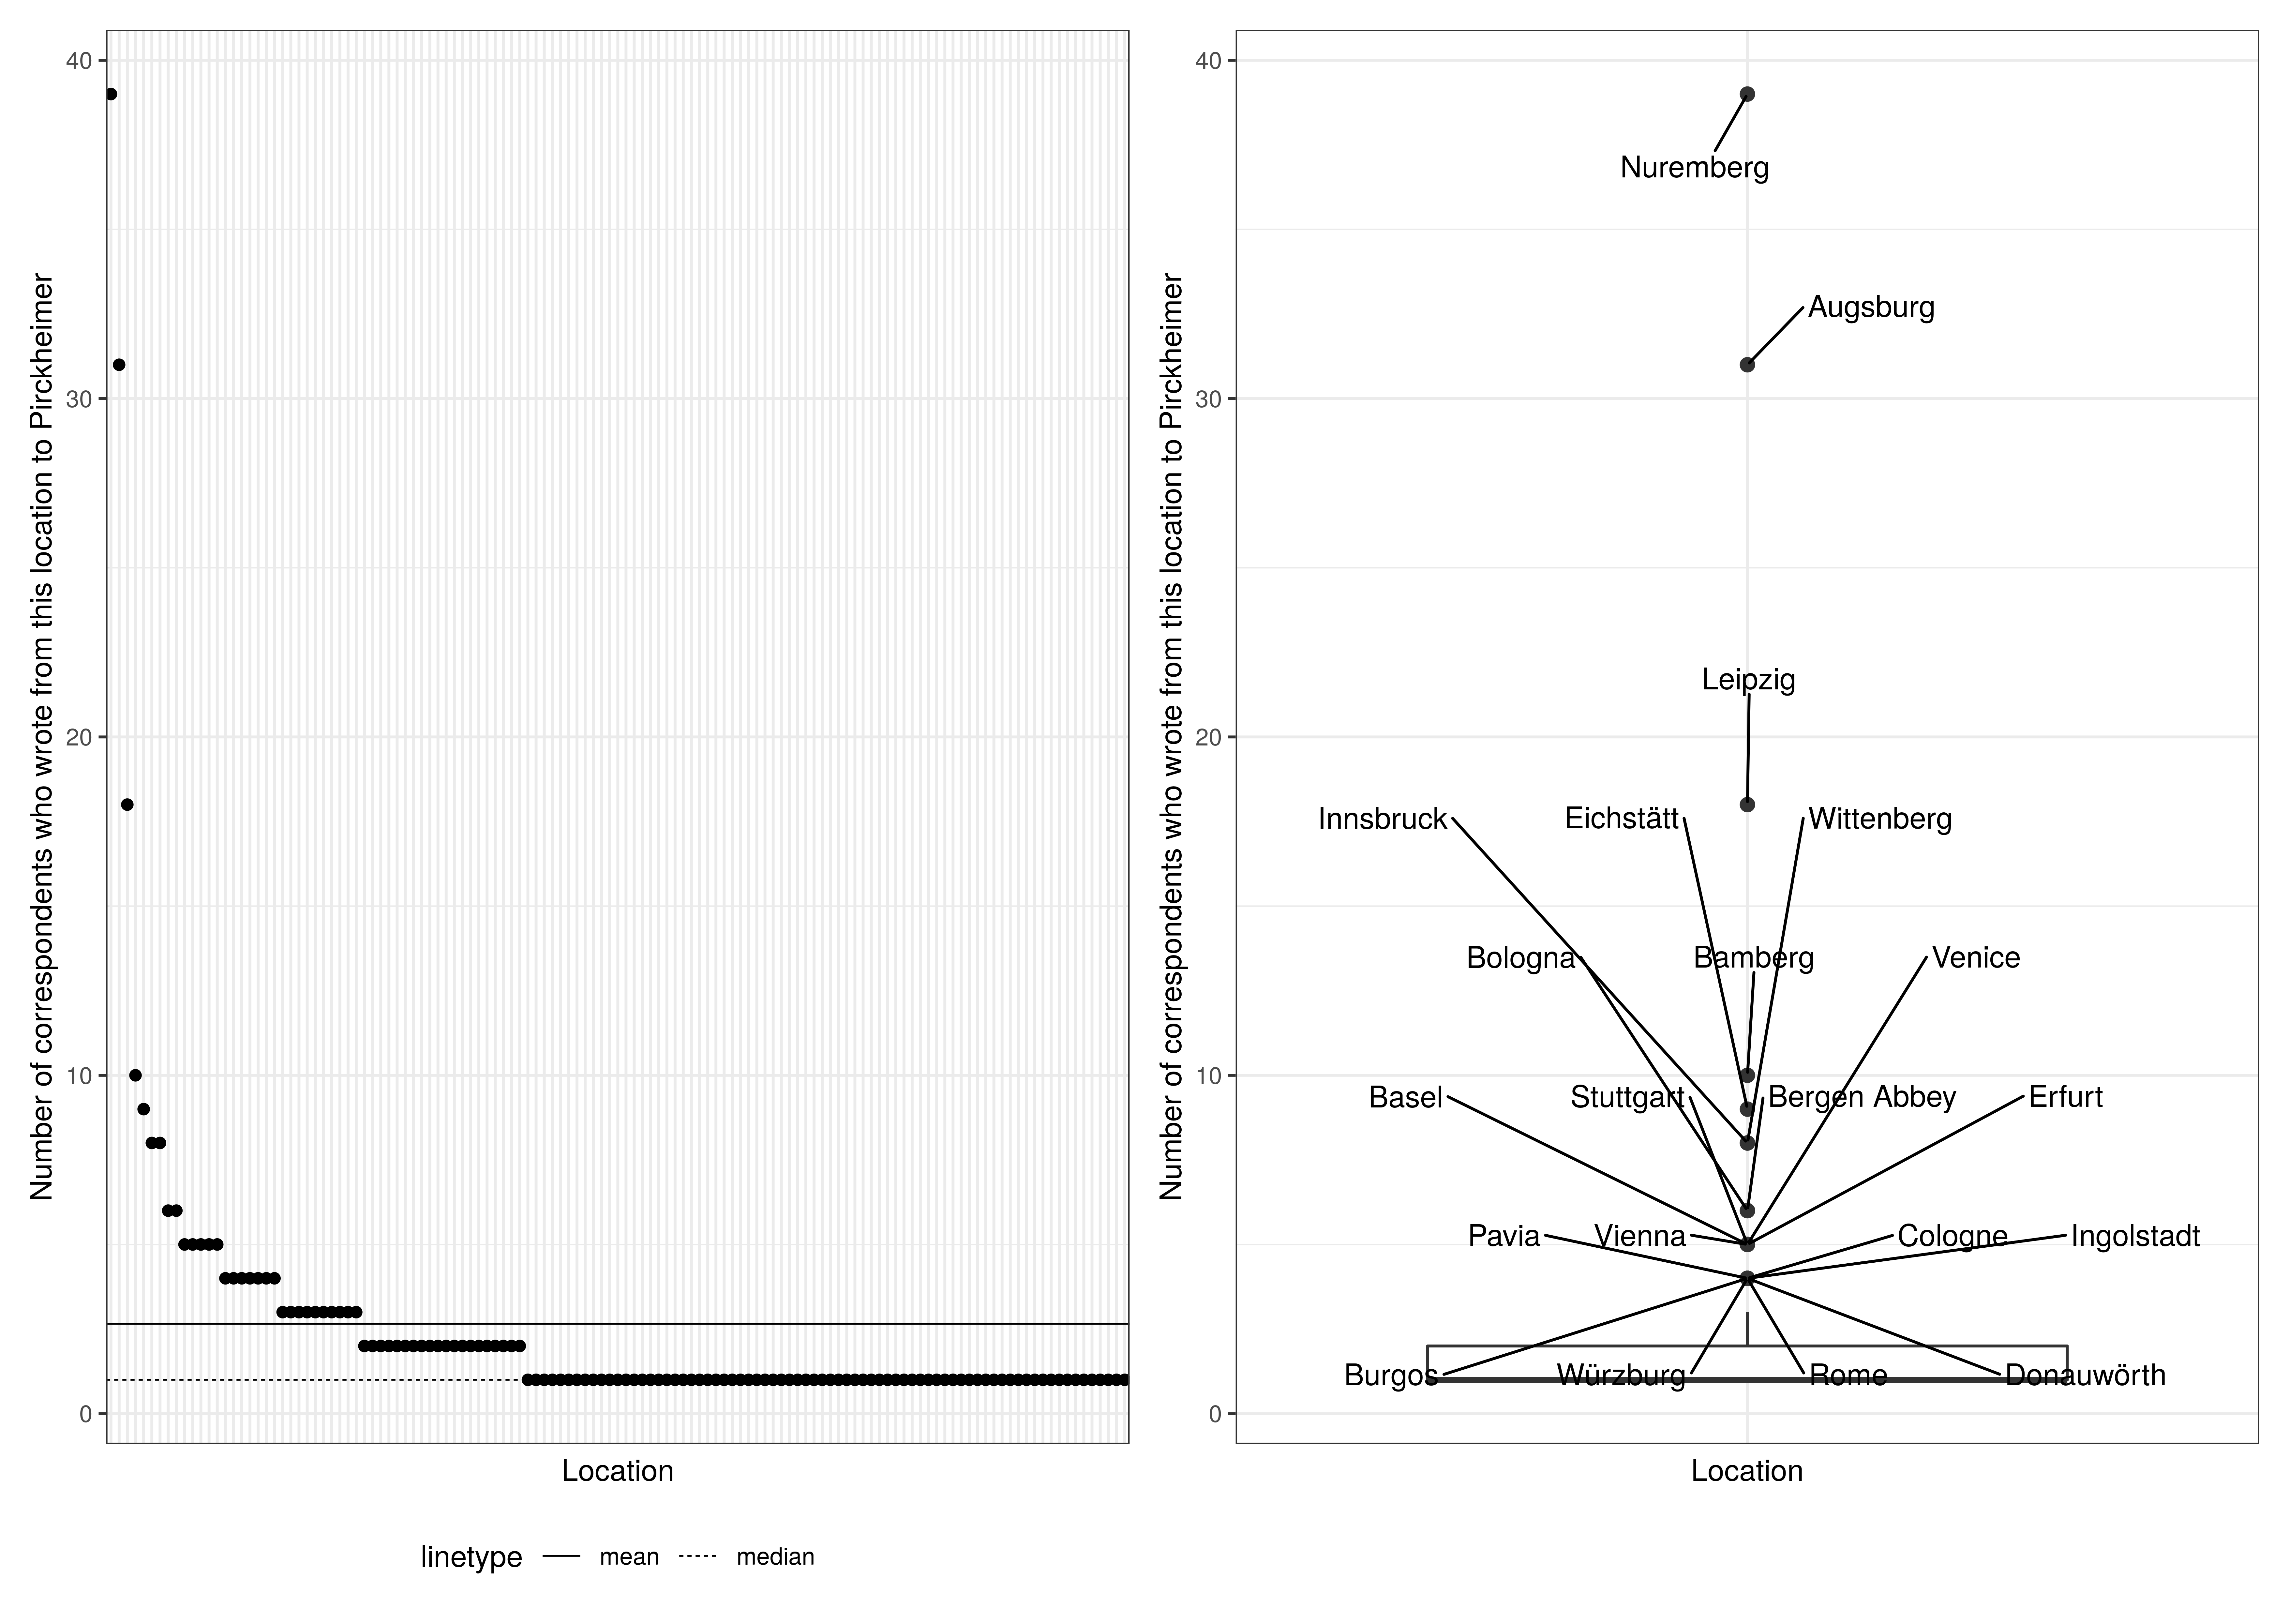 Number of correspondents who wrote from this location to Pirckheimer
40
30
20
10
0
Location
linetype mean median
Number of correspondents who wrote from this location to Pirckheimer
40
30
20
10
0
Nuremberg
Augsburg
Leipzig
Innsbruck Eichstätt Wittenberg
Bologna Bamberg Venice
Basel Stuttgart Bergen Abbey Erfurt
Pavia Vienna Cologne Ingolstadt
Burgos Würzburg Rome Donauwörth
Location